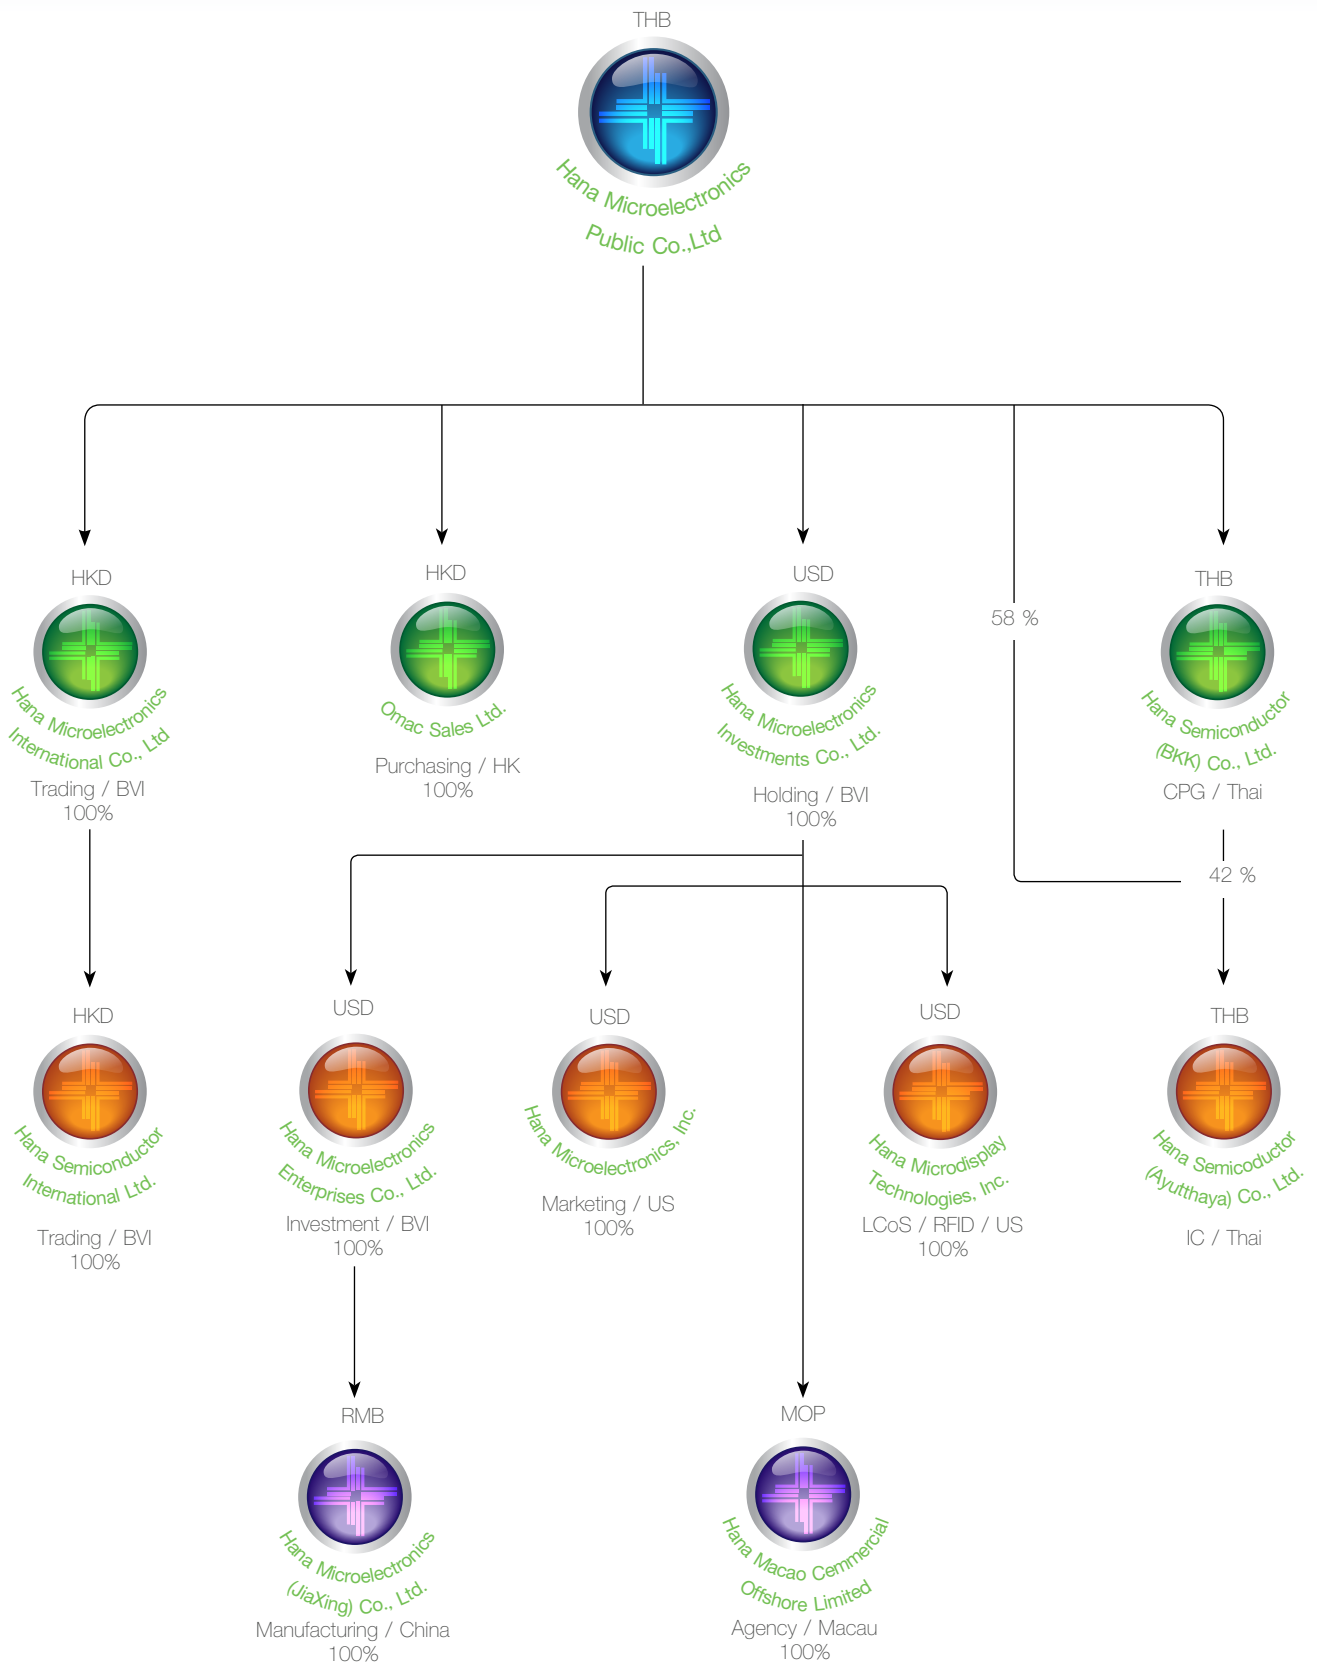 THB
Hana Microelectronics
Public Co.,Ltd
HKD
Hana Microelectronics
International Co., Ltd
Trading / BVI
100%
HKD
Omac Sales Ltd.
Purchasing / HK
100%
USD
Hana Microelectronics
Investments Co., Ltd.
Holding / BVI
100%
58 %
THB
Hana Semiconductor
(BKK) Co., Ltd.
CPG / Thai
42 %
HKD
Hana Semiconductor
International Ltd.
Trading / BVI
100%
USD
Hana Microelectronics
Enterprises Co., Ltd.
Investment / BVI
100%
USD
Hana Microelectronics, Inc.
Marketing / US
100%
USD
Hana Microdisplay
Technologies, Inc.
LCoS / RFID / US
100%
THB
Hana Semicoductor
(Ayutthaya) Co., Ltd.
IC / Thai
RMB
Hana Microelectronics
(JiaXing) Co., Ltd.
Manufacturing / China
100%
MOP
Hana Macao Cemmercial
Offshore Limited
Agency / Macau
100%